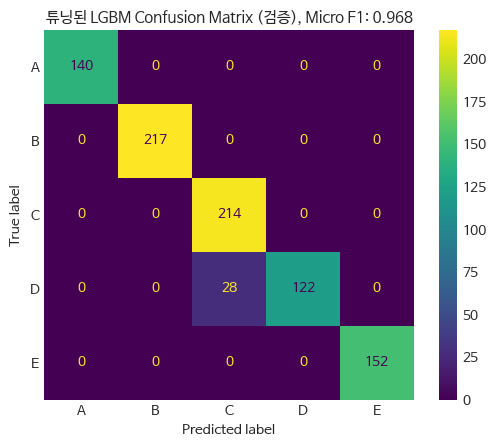 튜닝된 LGBM Confusion Matrix (검증), Micro F1: 0.968
A 140 0 0 0 0
B 0 217 0 0 0
C 0 0 214 0 0
D 0 0 28 122 0
E 0 0 0 0 152
A B C D E
Predicted label
True label
200
175
150
125
100
75
50
25
0